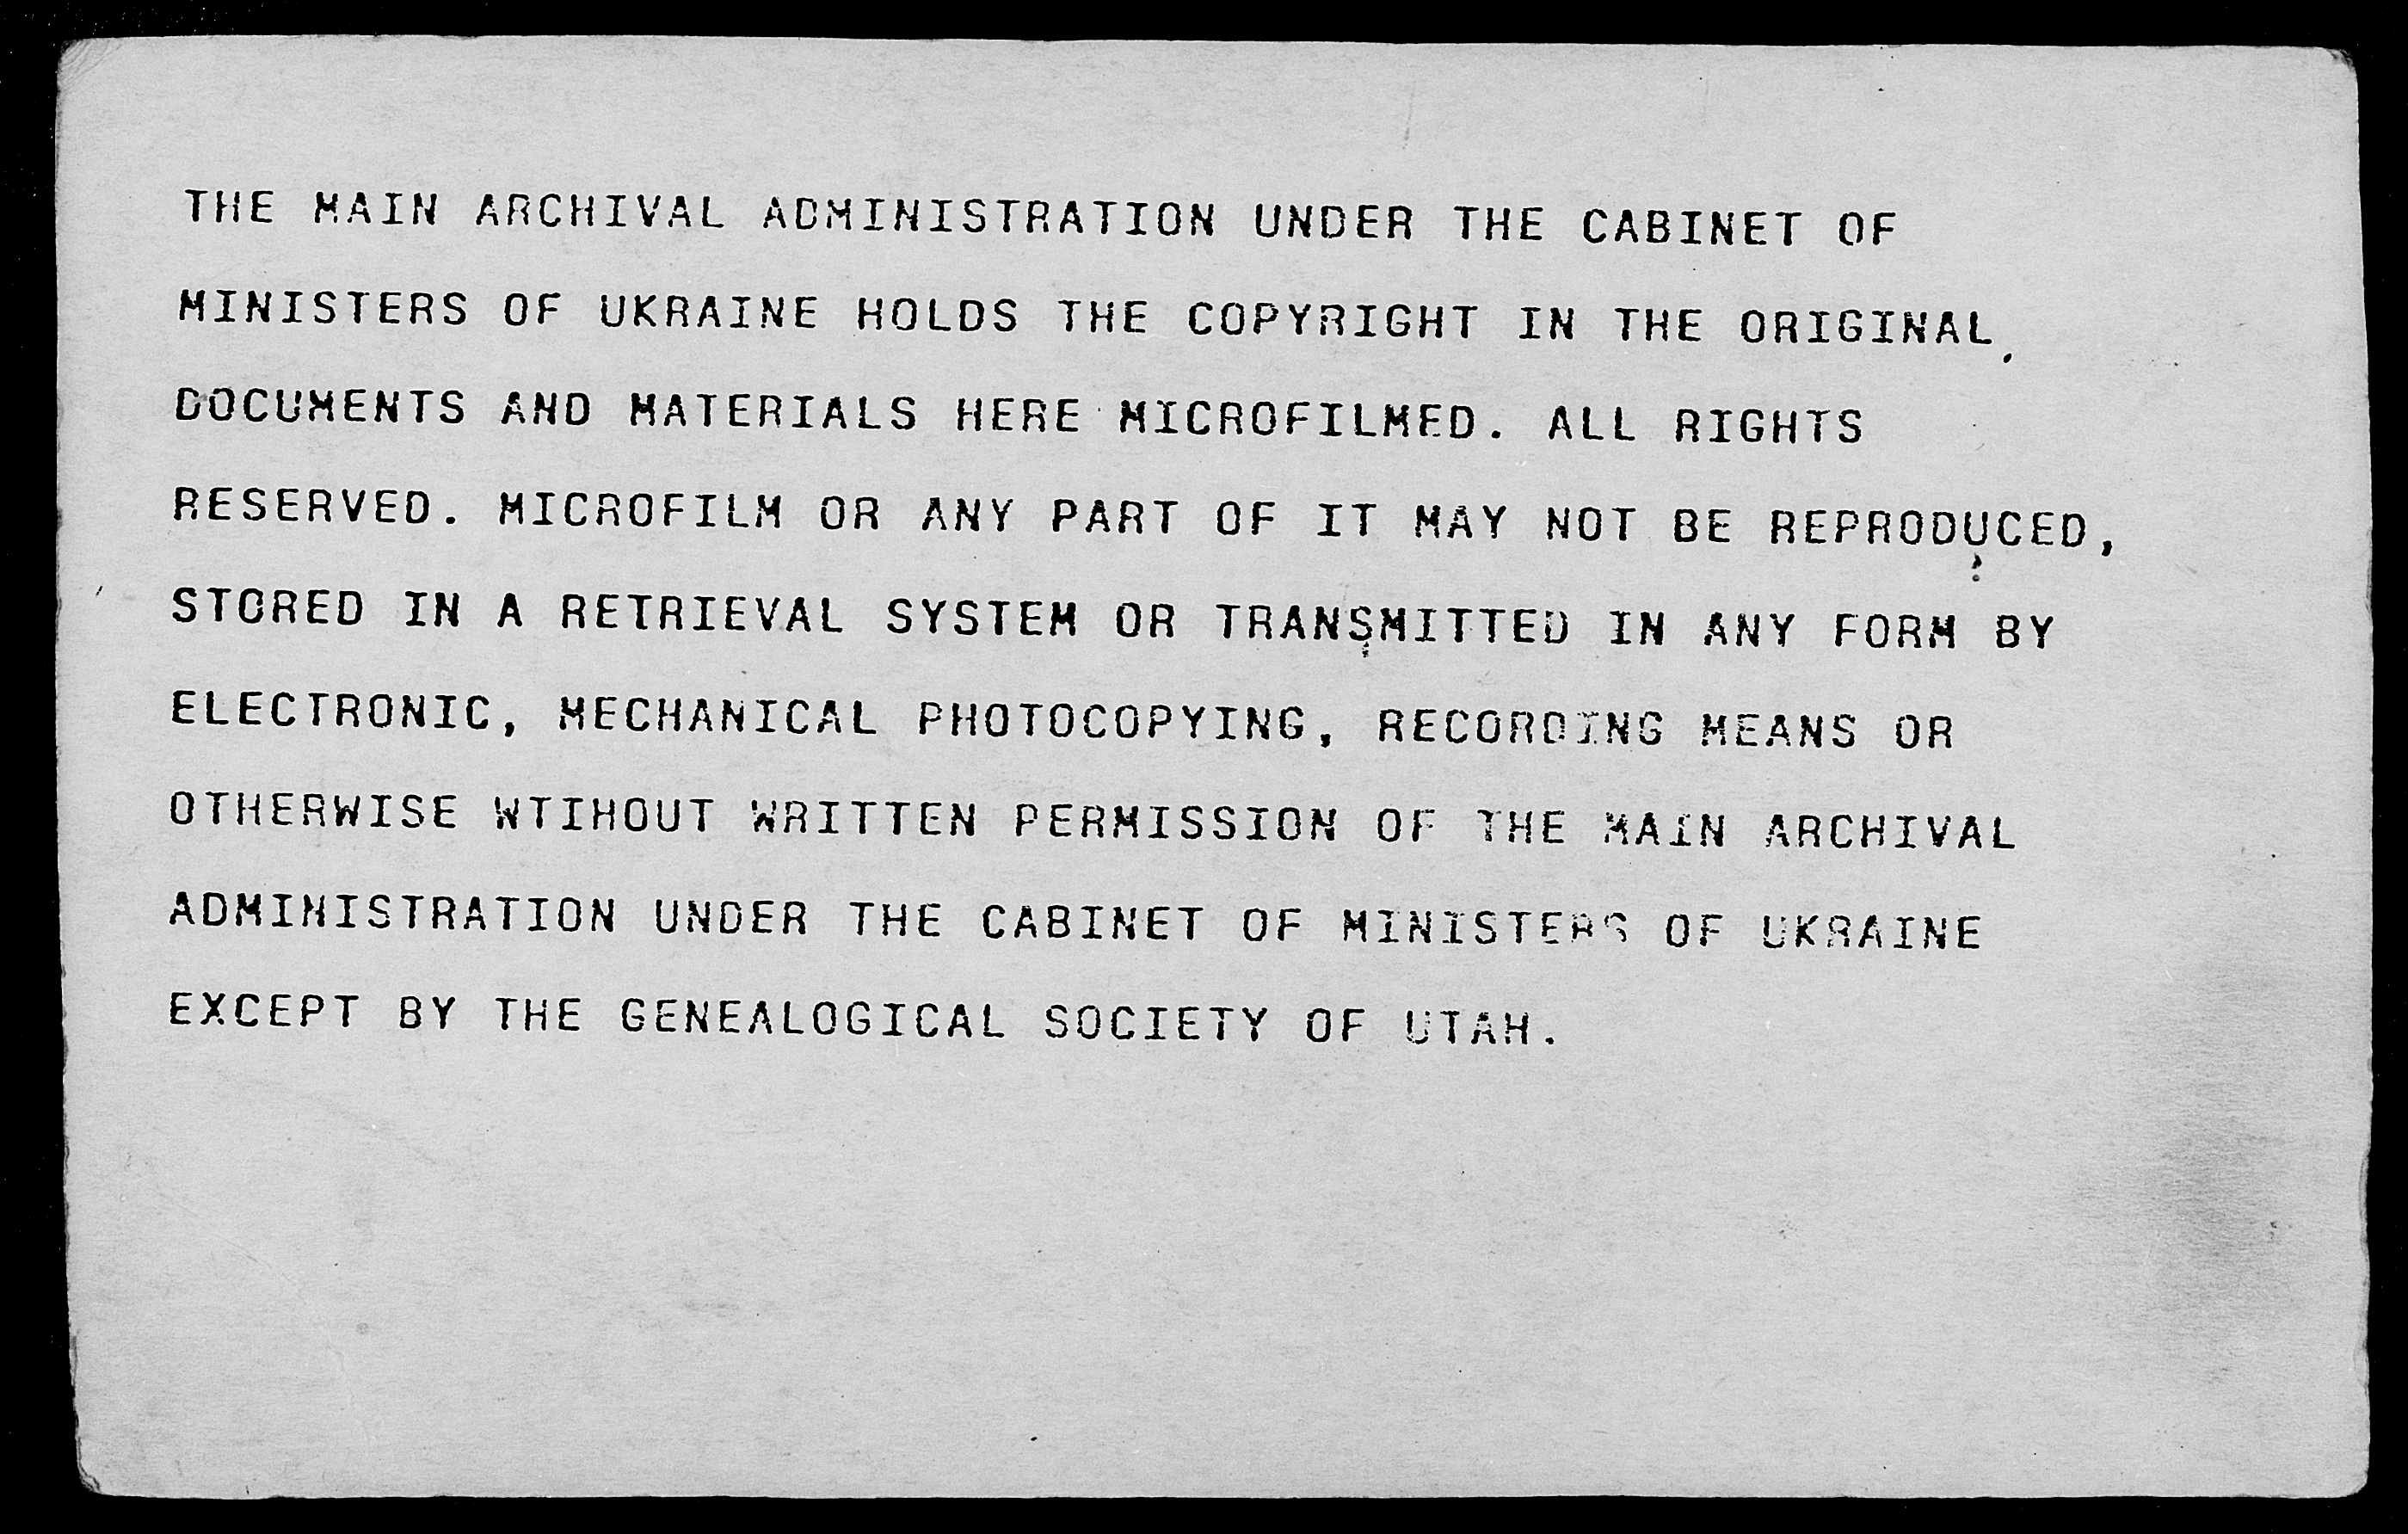 THE MAIN ARCHIVAL ADMINISTRATION UNDER THE CABINET OF
MINISTERS OF UKRAINE HOLDS THE COPYRIGHT IN THE ORIGINAL
DOCUMENTS AND MATERIALS HERE MICROFILMED. ALL RIGHTS
RESERVED. MICROFILM OR ANY PART OF IT MAY NOT BE REPRODUCED,
STORED IN A RETRIEVAL SYSTEM OR TRANSMITTED IN ANY FORM BY
ELECTRONIC, MECHANICAL PHOTOCOPYING, RECORDING MEANS OR
OTHERWISE WTIHOUT WRITTEN PERMISSION OF THE MAIN ARCHIVAL
ADMINISTRATION UNDER THE CABINET OF MINISTERS OF UKRAINE
EXCEPT BY THE GENEALOGICAL SOCIETY OF UTAH.